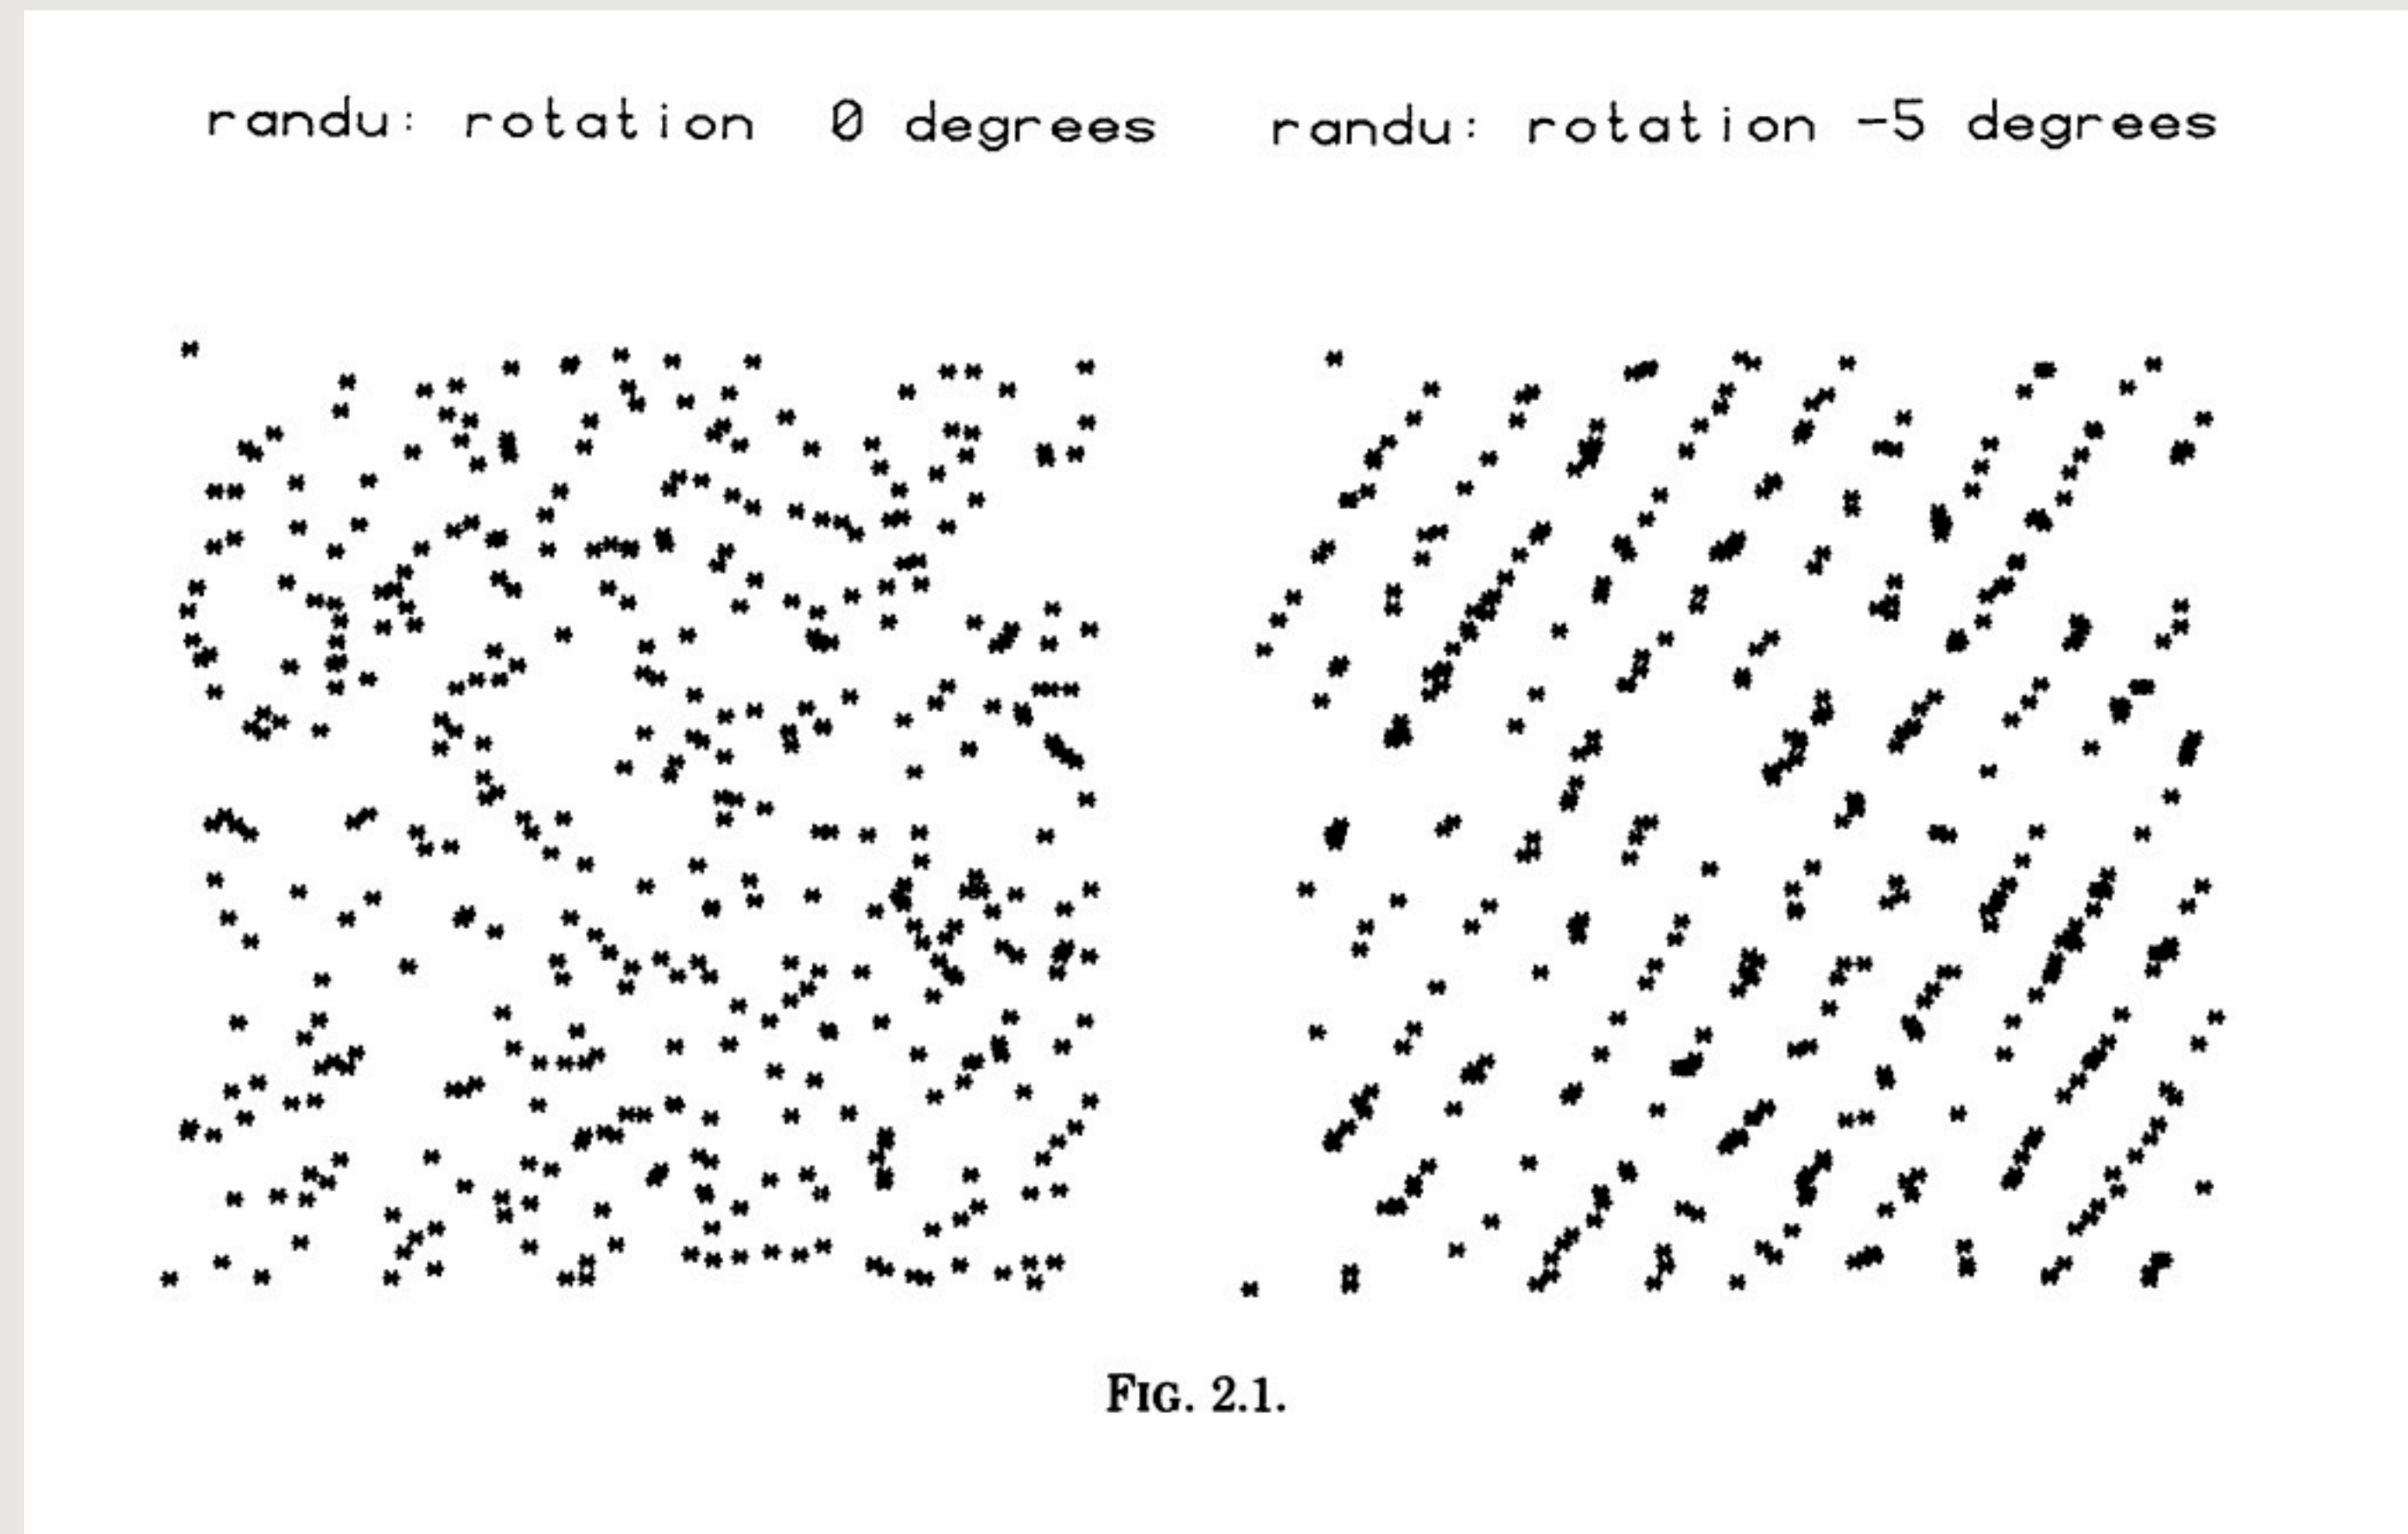 randu: rotation 0 degrees
randu: rotation -5 degrees
FIG. 2.1.